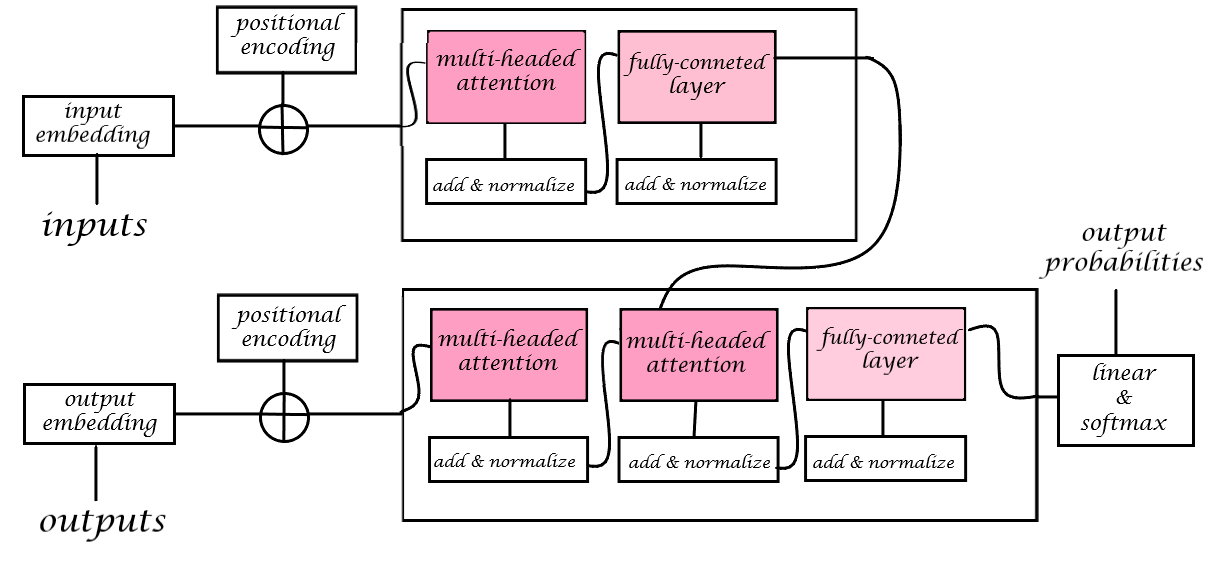 positional
encoding
input
embedding
inputs
multi-headed
attention
add & normalize
fully-conneted
layer
add & normalize
positional
encoding
output
embedding
outputs
multi-headed
attention
add & normalize
multi-headed
attention
add & normalize
fully-conneted
layer
add & normalize
output
probabilities
linear
&
softmax